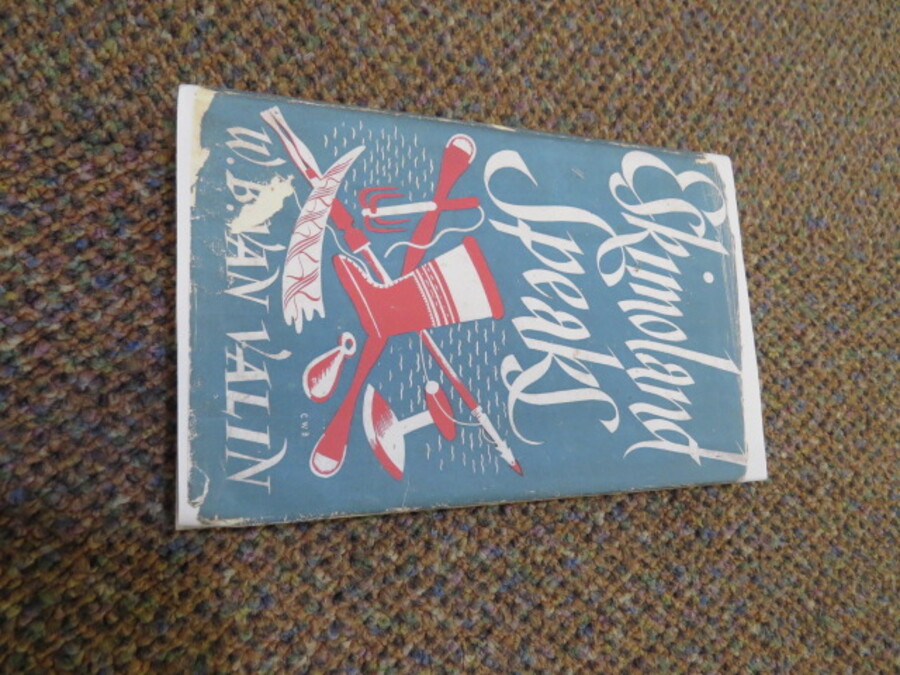 Eskimoland
Speaks
C.W.B.
W.B. VAN VALIN